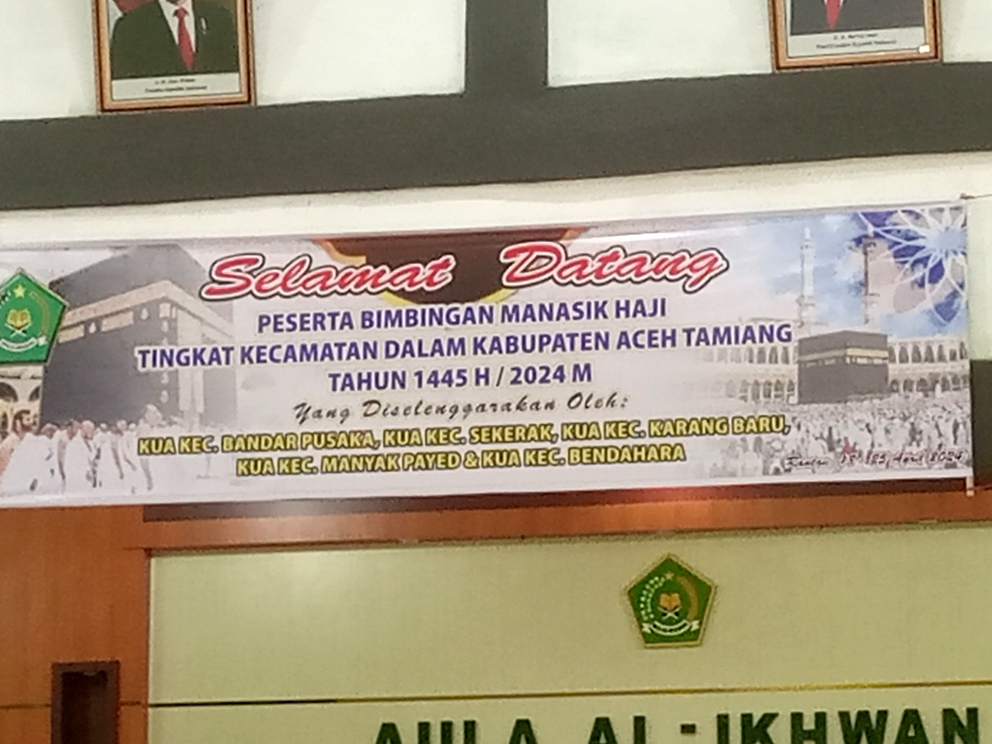 Selamat Datang
PESERTA BIMBINGAN MANASIK HAJI
TINGKAT KECAMATAN DALAM KABUPATEN ACEH TAMIANG
TAHUN 1445 H / 2024 M
Yang Diselenggarakan Oleh:
KUA KEC. BANDAR PUSAKA, KUA KEC. SEKERAK, KUA KEC. KARANG BARU,
KUA KEC. MANYAK PAYED & KUA KEC. BENDAHARA
April 2024
AULA AL-IKHWAN